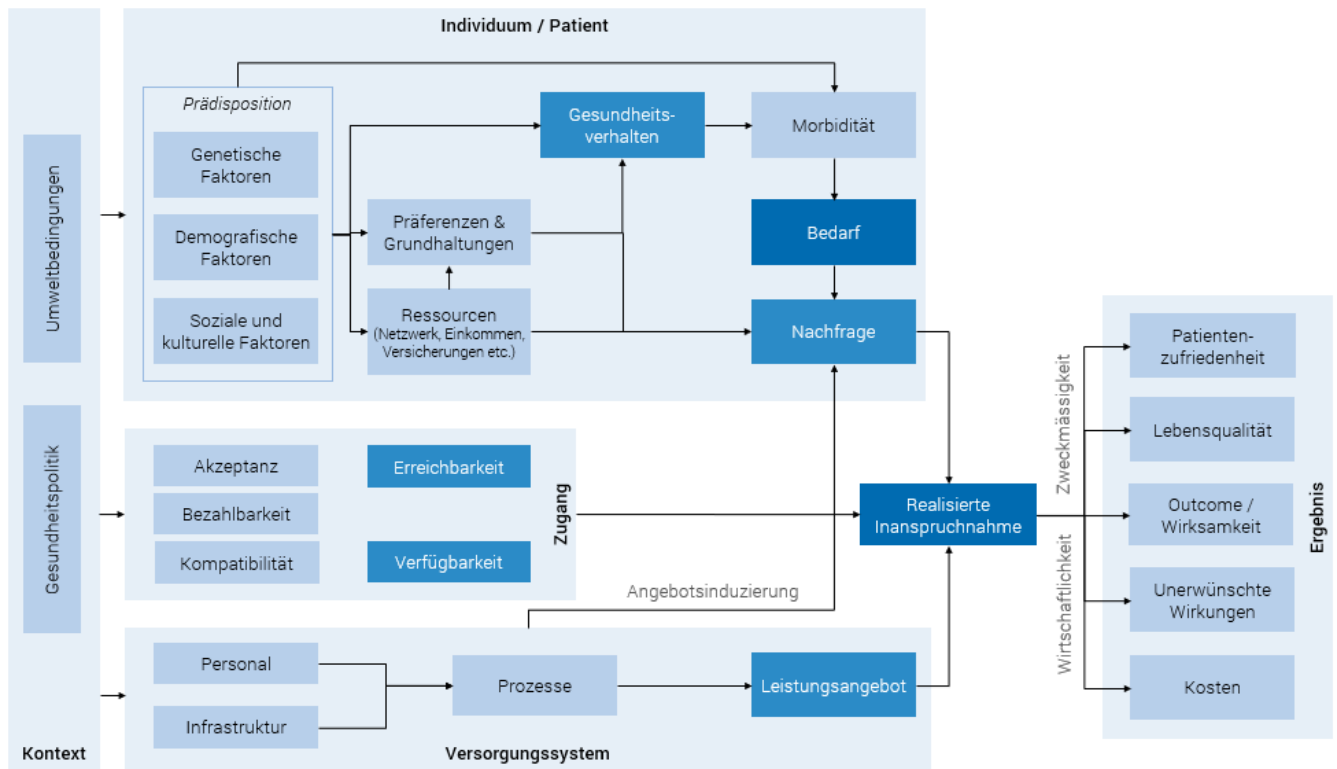 Individuum / Patient
Prädisposition
Genetische
Faktoren
Demografische
Faktoren
Soziale und
kulturelle Faktoren
Gesundheits-
verhalten
Morbidität
Präferenzen &
Grundhaltungen
Bedarf
Ressourcen
(Netzwerk, Einkommen,
Versicherungen etc.)
Nachfrage
Umweltbedingungen
Gesundheitspolitik
Kontext
Akzeptanz
Bezahlbarkeit
Kompatibilität
Erreichbarkeit
Verfügbarkeit
Zugang
Realisierte
Inanspruchnahme
Angebotsinduzierung
Personal
Infrastruktur
Prozesse
Leistungsangebot
Versorgungssystem
Zweckmässigkeit
Wirtschaftlichkeit
Patienten-
zufriedenheit
Lebensqualität
Outcome /
Wirksamkeit
Unerwünschte
Wirkungen
Kosten
Ergebnis